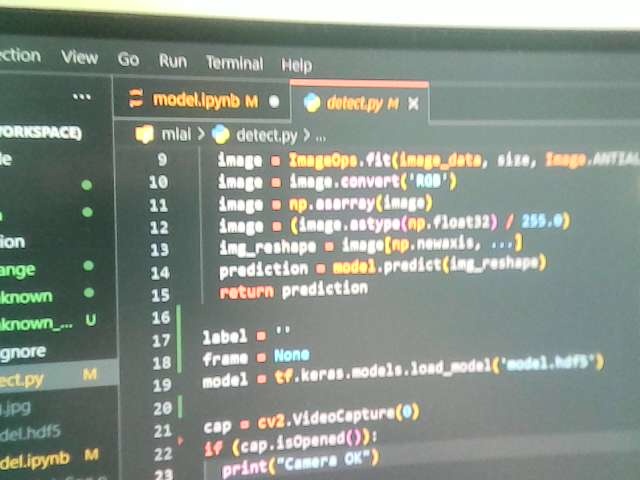 ection View Go Run Terminal Help
... model.ipynb M ● detect.py M ×
WORKSPACE) mlai > detect.py > ...
9 image = ImageOps.fit(image_data, size, Image.ANTIAL
10 image = image.convert('RGB')
11 image = np.asarray(image)
12 image = (image.astype(np.float32) / 255.0)
13 img_reshape = image[np.newaxis, ...]
14 prediction = model.predict(img_reshape)
15 return prediction
16
17 label = ''
18 frame = None
19 model = tf.keras.models.load_model('model.hdf5')
20
21 cap = cv2.VideoCapture(0)
22 if (cap.isOpened()):
23 print("Camera OK")
le
ion
ange
known
known_... U
gnore
ect.py M
.jpg
del.hdf5
del.ipynb M